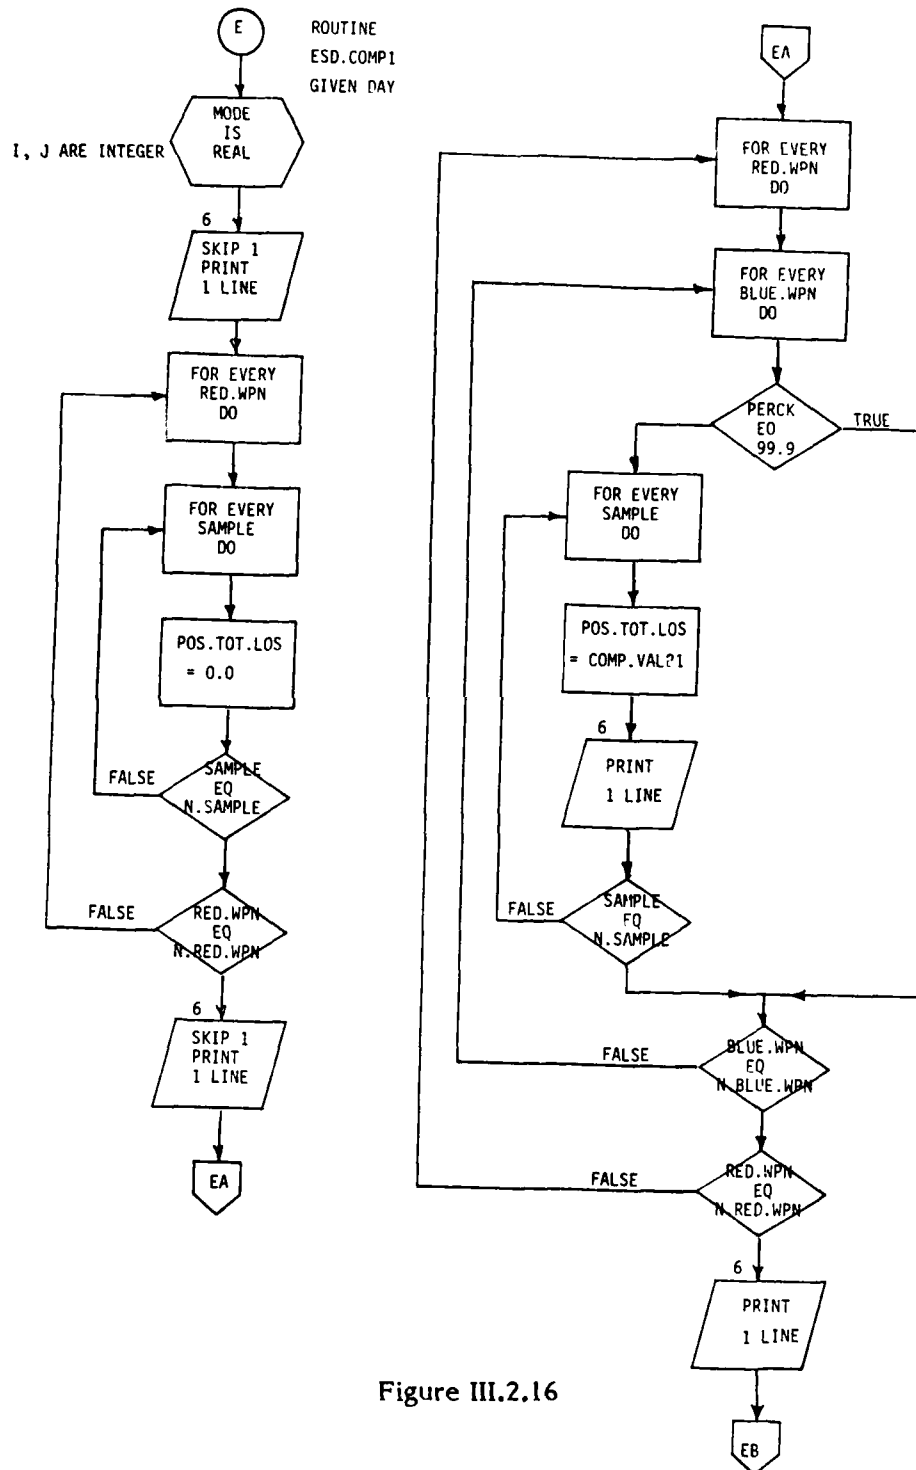 E
ROUTINE
ESD.COMP1
GIVEN DAY
MODE
IS
REAL
I, J ARE INTEGER
6
SKIP 1
PRINT
1 LINE
FOR EVERY
RED.WPN
DO
FOR EVERY
SAMPLE
DO
POS.TOT.LOS
= 0.0
SAMPLE
EQ
N.SAMPLE
FALSE
RED.WPN
EQ
N.RED.WPN
FALSE
6
SKIP 1
PRINT
1 LINE
EA
EA
FOR EVERY
RED.WPN
DO
FOR EVERY
BLUE.WPN
DO
PERCK
EQ
99.9
TRUE
FOR EVERY
SAMPLE
DO
POS.TOT.LOS
= COMP.VAL?1
6
PRINT
1 LINE
SAMPLE
EQ
N.SAMPLE
FALSE
BLUE.WPN
EQ
N.BLUE.WPN
FALSE
RED.WPN
EQ
N.RED.WPN
FALSE
6
PRINT
1 LINE
EB
Figure III.2.16